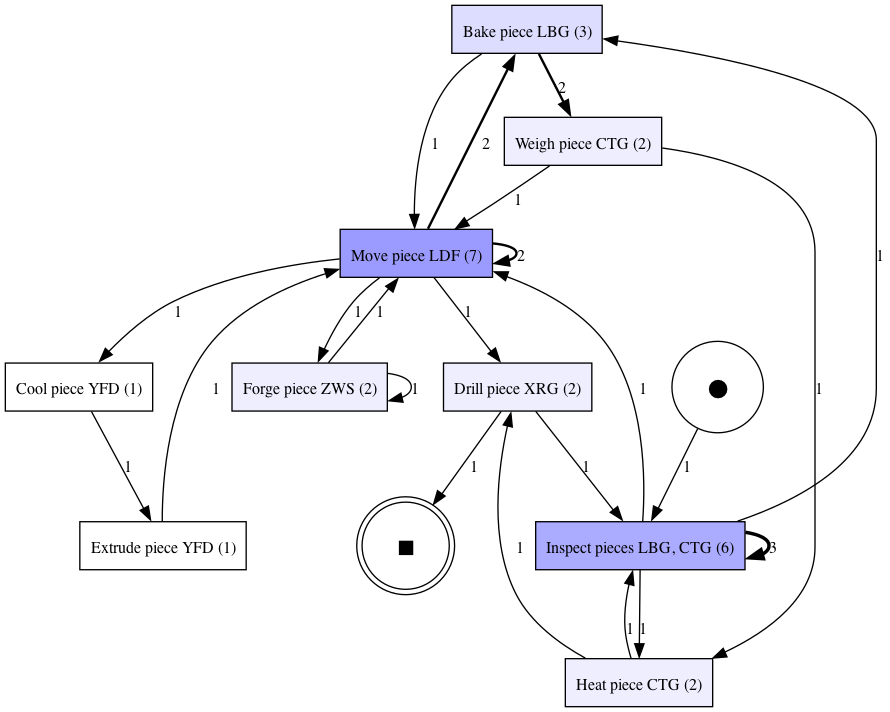 Bake piece LBG (3)
2
1
2
Weigh piece CTG (2)
1
Move piece LDF (7)
2
1
1
1
1
1
1
1
1
Cool piece YFD (1)
Forge piece ZWS (2)
1
Drill piece XRG (2)
1
1
1
1
Extrude piece YFD (1)
1
Inspect pieces LBG, CTG (6)
3
1
1
Heat piece CTG (2)